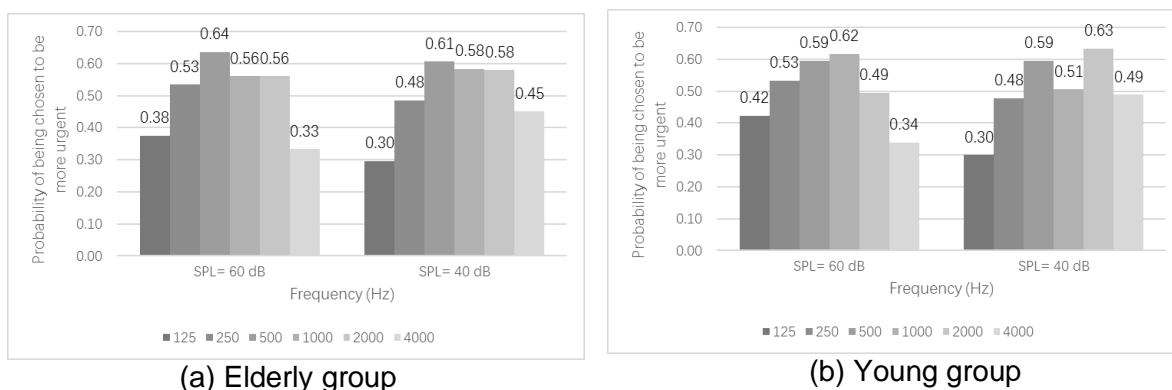 Probability of being chosen to be
more urgent
0.70
0.60
0.50
0.40
0.30
0.20
0.10
0.00
0.38
0.53
0.64
0.56
0.56
0.33
0.30
0.48
0.61
0.58
0.58
0.45
SPL= 60 dB
SPL= 40 dB
Frequency (Hz)
125 250 500 1000 2000 4000
(a) Elderly group
Probability of being chosen to be
more urgent
0.70
0.60
0.50
0.40
0.30
0.20
0.10
0.00
0.42
0.53
0.59
0.62
0.49
0.34
0.30
0.48
0.59
0.51
0.63
0.49
SPL= 60 dB
SPL= 40 dB
Frequency (Hz)
125 250 500 1000 2000 4000
(b) Young group